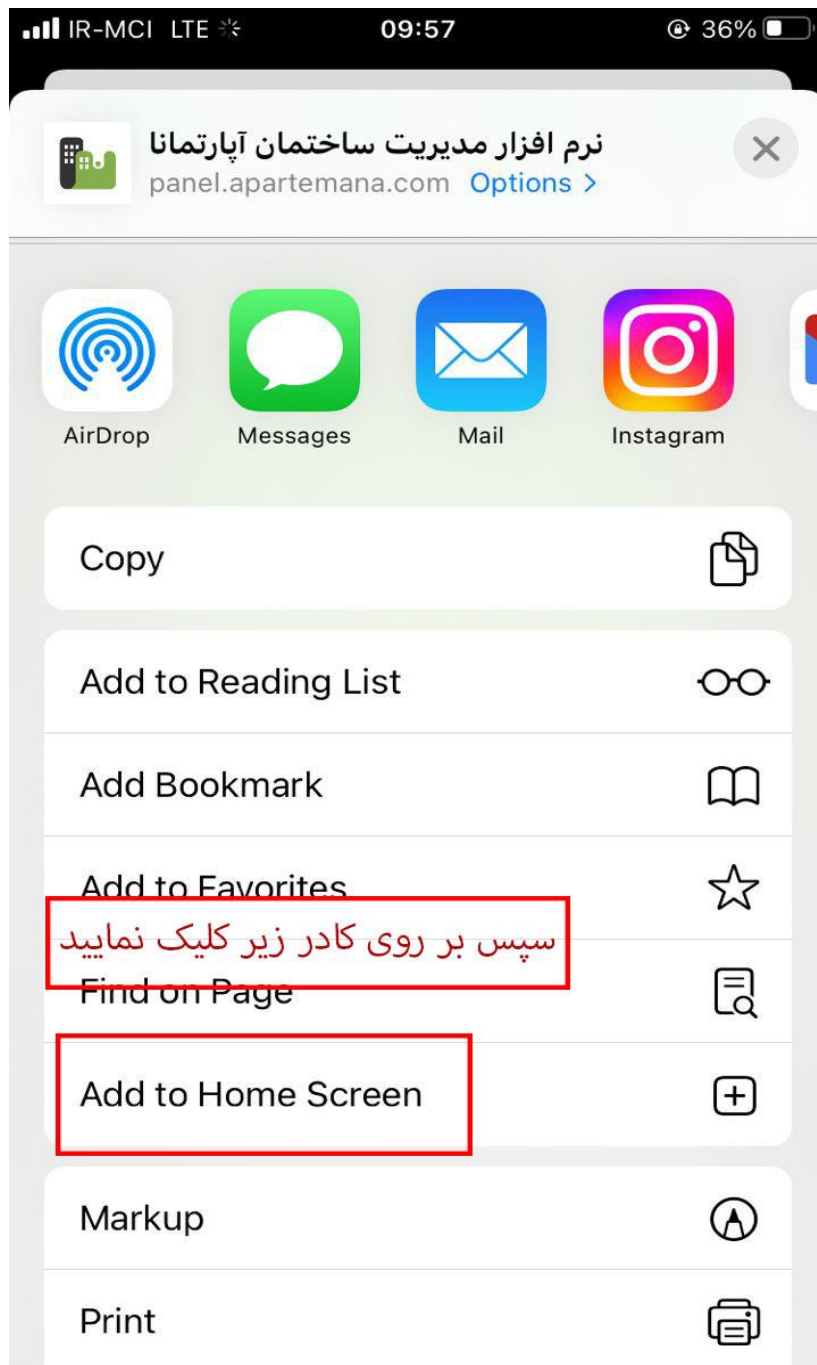 IR-MCI LTE 09:57 36%
نرم افزار مدیریت ساختمان آپارتمانا
panel.apartemana.com Options >
AirDrop Messages Mail Instagram
Copy
Add to Reading List
Add Bookmark
Add to Favorites
سپس بر روی کادر زیر کلیک نمایید
Find on Page
Add to Home Screen
Markup
Print